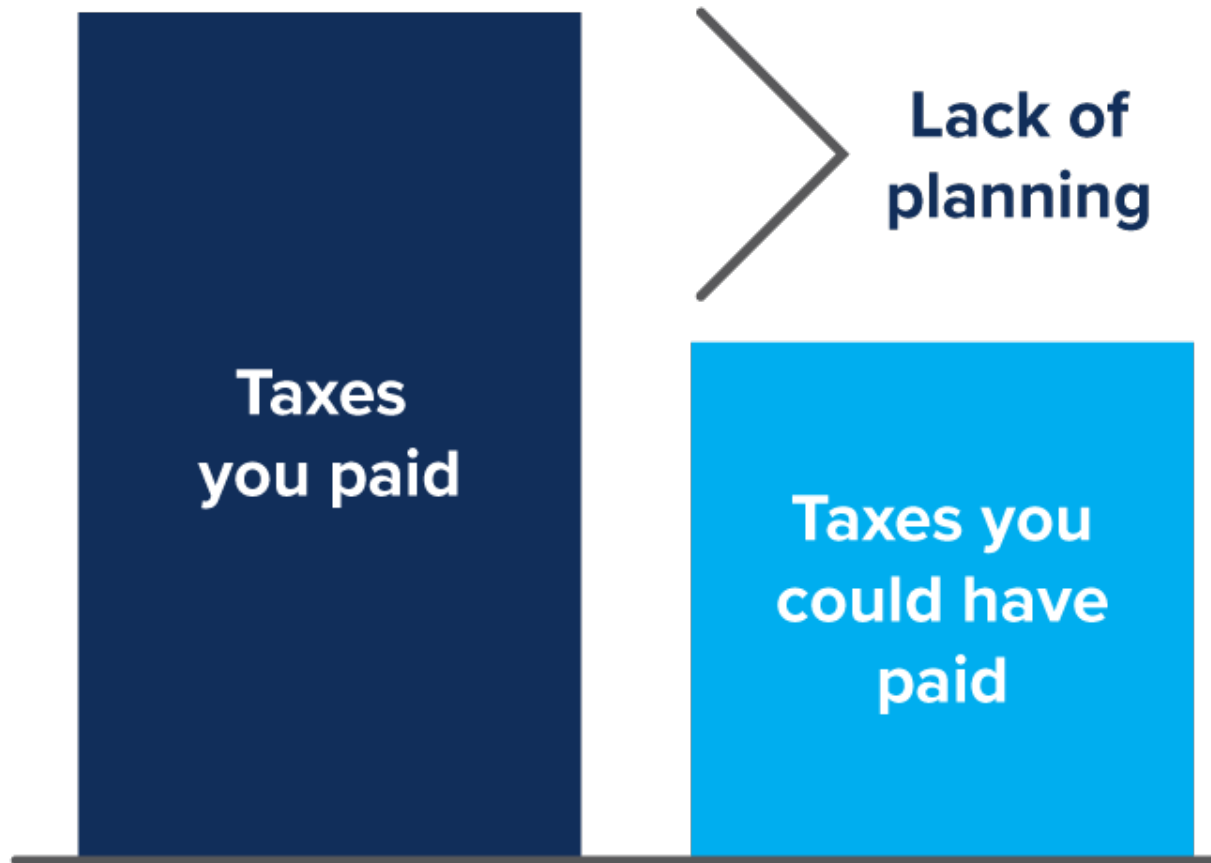 Lack of
planning
Taxes
you paid
Taxes you
could have
paid